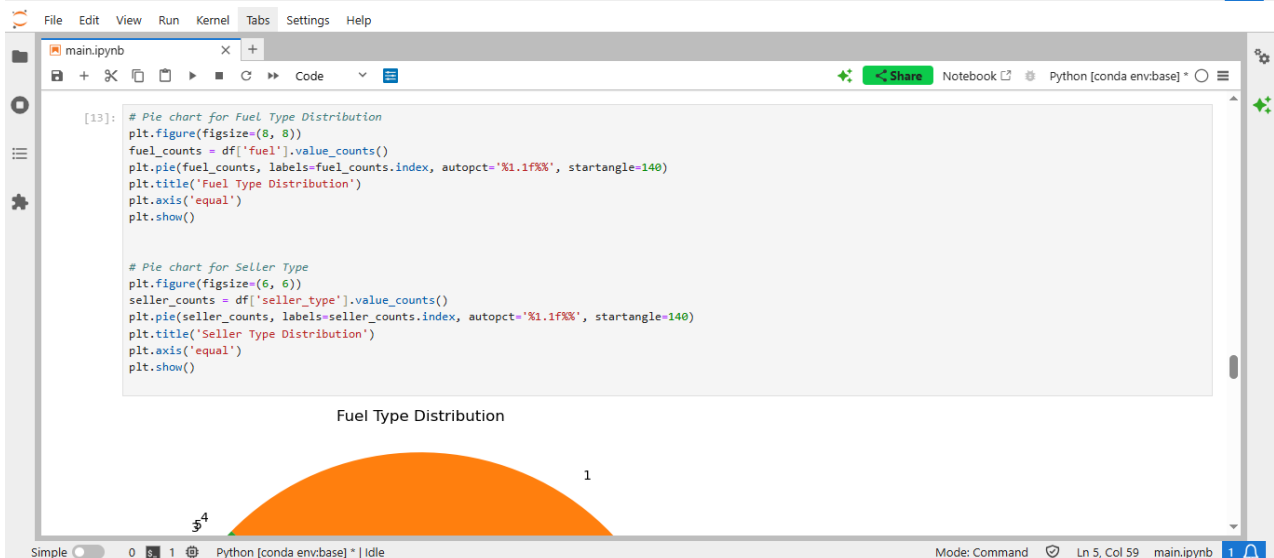 File Edit View Run Kernel Tabs Settings Help
main.ipynb
Code
Share Notebook Python [conda env:base] *
[13]: # Pie chart for Fuel Type Distribution
plt.figure(figsize=(8, 8))
fuel_counts = df['fuel'].value_counts()
plt.pie(fuel_counts, labels=fuel_counts.index, autopct='%1.1f%%', startangle=140)
plt.title('Fuel Type Distribution')
plt.axis('equal')
plt.show()
# Pie chart for Seller Type
plt.figure(figsize=(6, 6))
seller_counts = df['seller_type'].value_counts()
plt.pie(seller_counts, labels=seller_counts.index, autopct='%1.1f%%', startangle=140)
plt.title('Seller Type Distribution')
plt.axis('equal')
plt.show()
Fuel Type Distribution
1
3 5 4
Simple 0 $_ 1 Python [conda env:base] * | Idle Mode: Command Ln 5, Col 59 main.ipynb 1